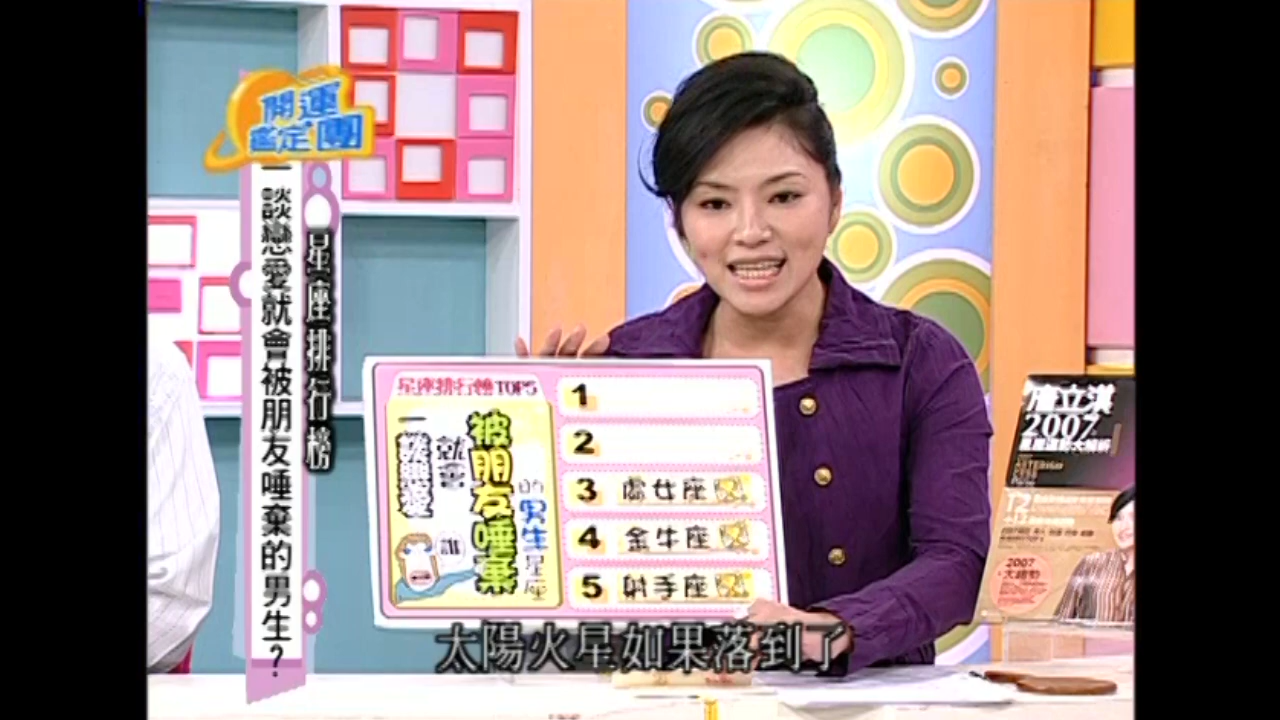 開運
鑑定團
星座排行榜
一談戀愛就會被朋友唾棄的男生?
星座排行榜TOP5
一談戀愛
就會
被朋友唾棄
的男生星座
1
2
3 處女座
4 金牛座
5 射手座
2007
12
2007
太陽火星如果落到了